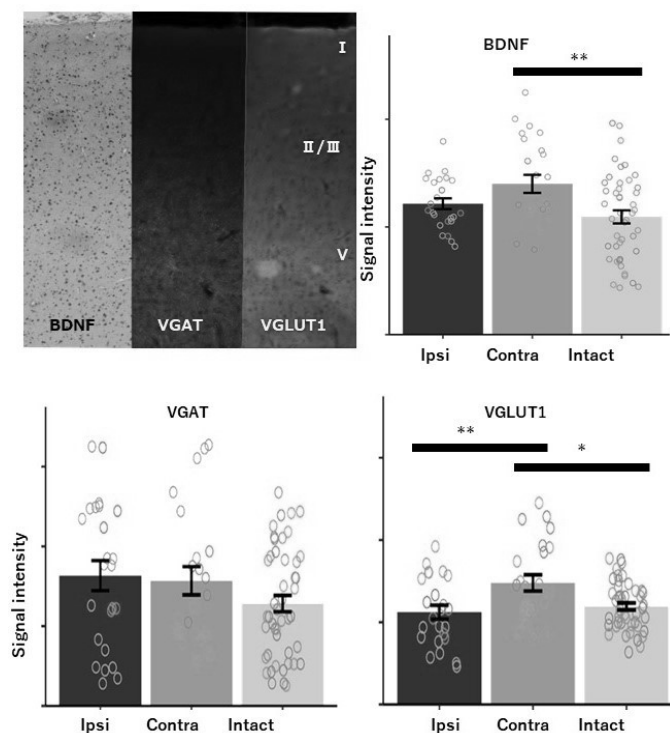 I
II/III
V
BDNF
VGAT
VGLUT1
BDNF
**
Signal intensity
Ipsi Contra Intact
VGAT
Signal intensity
Ipsi Contra Intact
VGLUT1
**
*
Ipsi Contra Intact